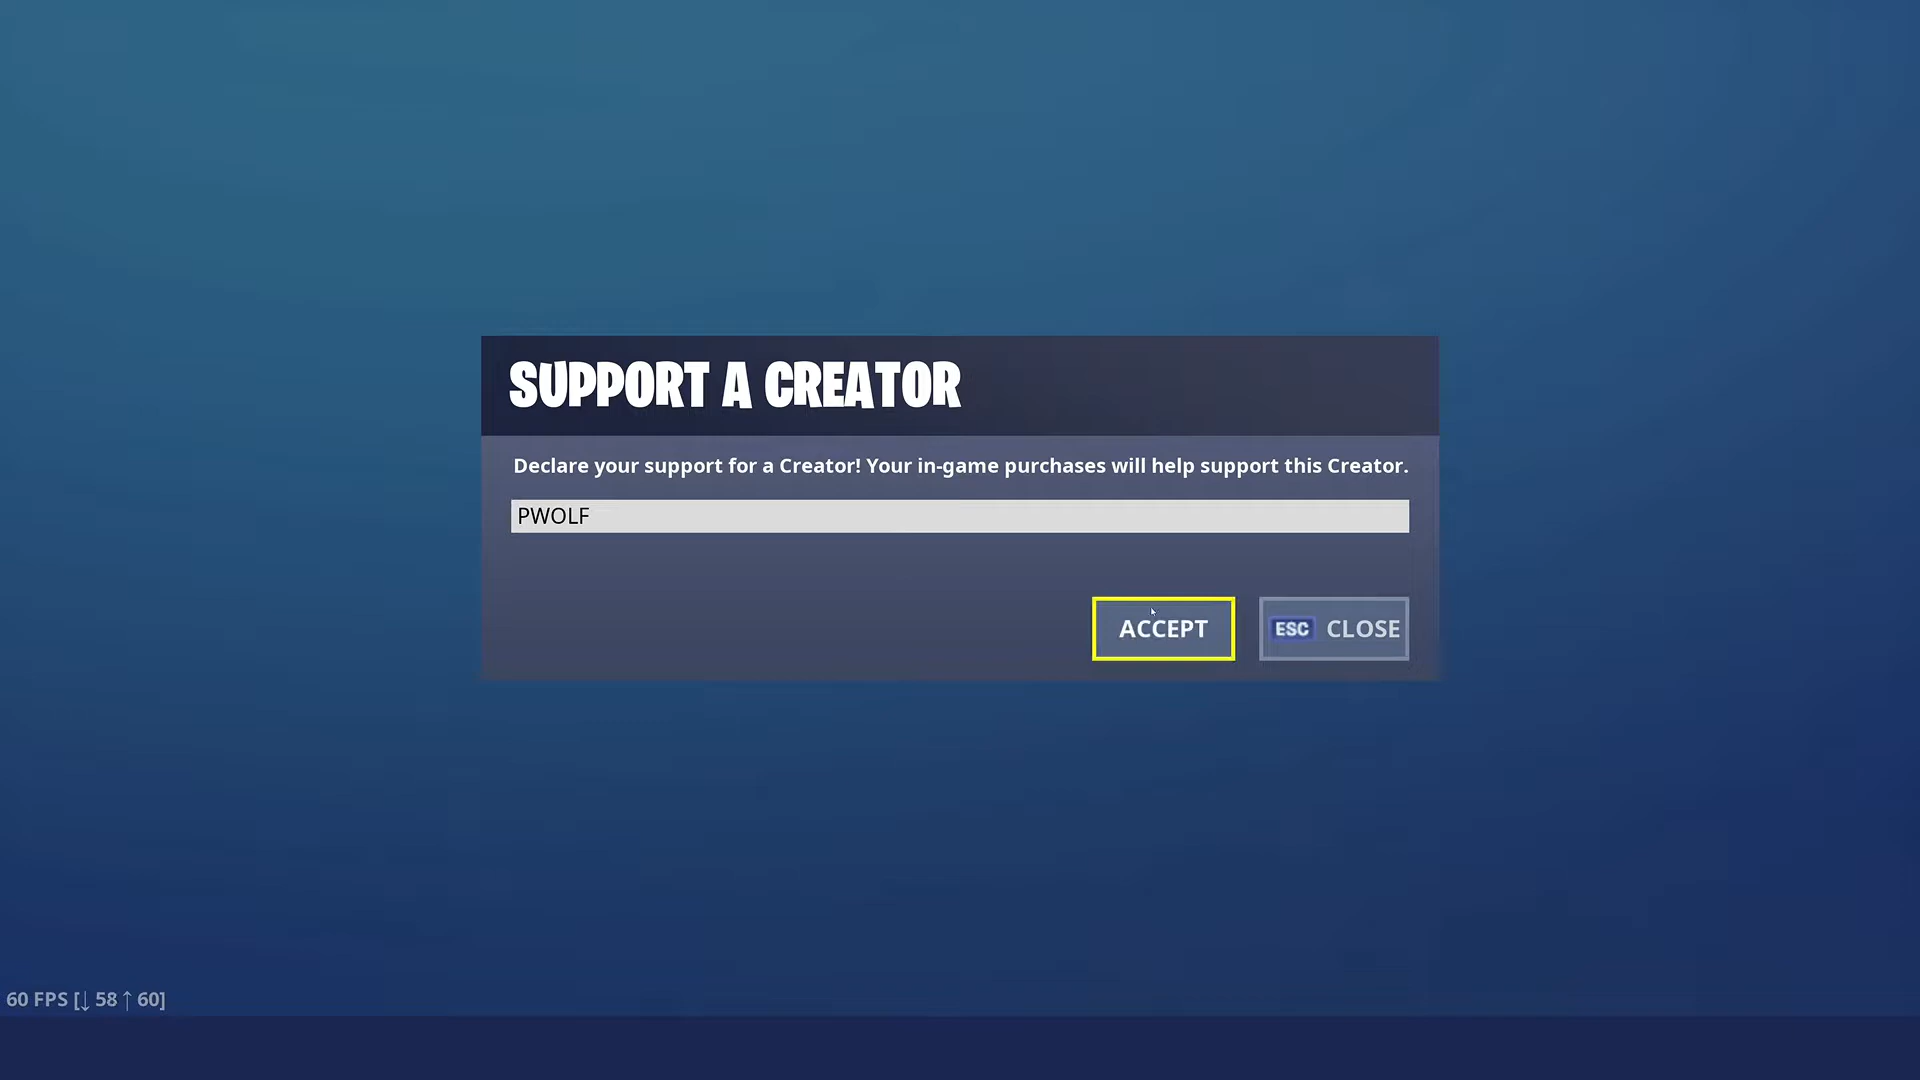 SUPPORT A CREATOR
Declare your support for a Creator! Your in-game purchases will help support this Creator.
PWOLF
ACCEPT
ESC CLOSE
60 FPS [↓ 58 ↑ 60]